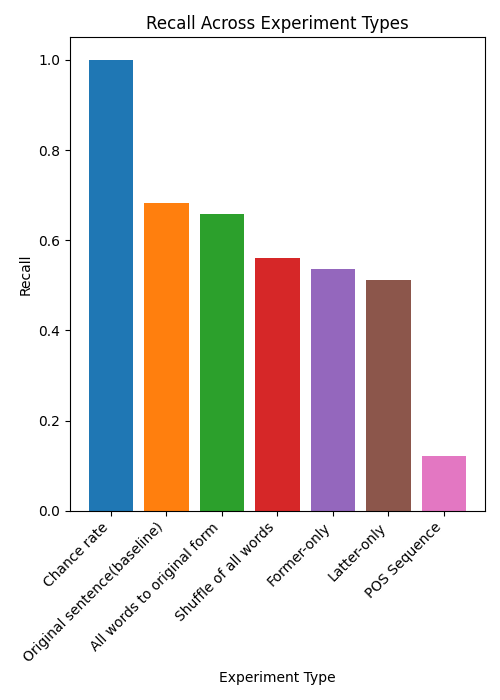 Recall Across Experiment Types
Recall
1.0
0.8
0.6
0.4
0.2
0.0
Chance rate
Original sentence(baseline)
All words to original form
Shuffle of all words
Former-only
Latter-only
POS Sequence
Experiment Type